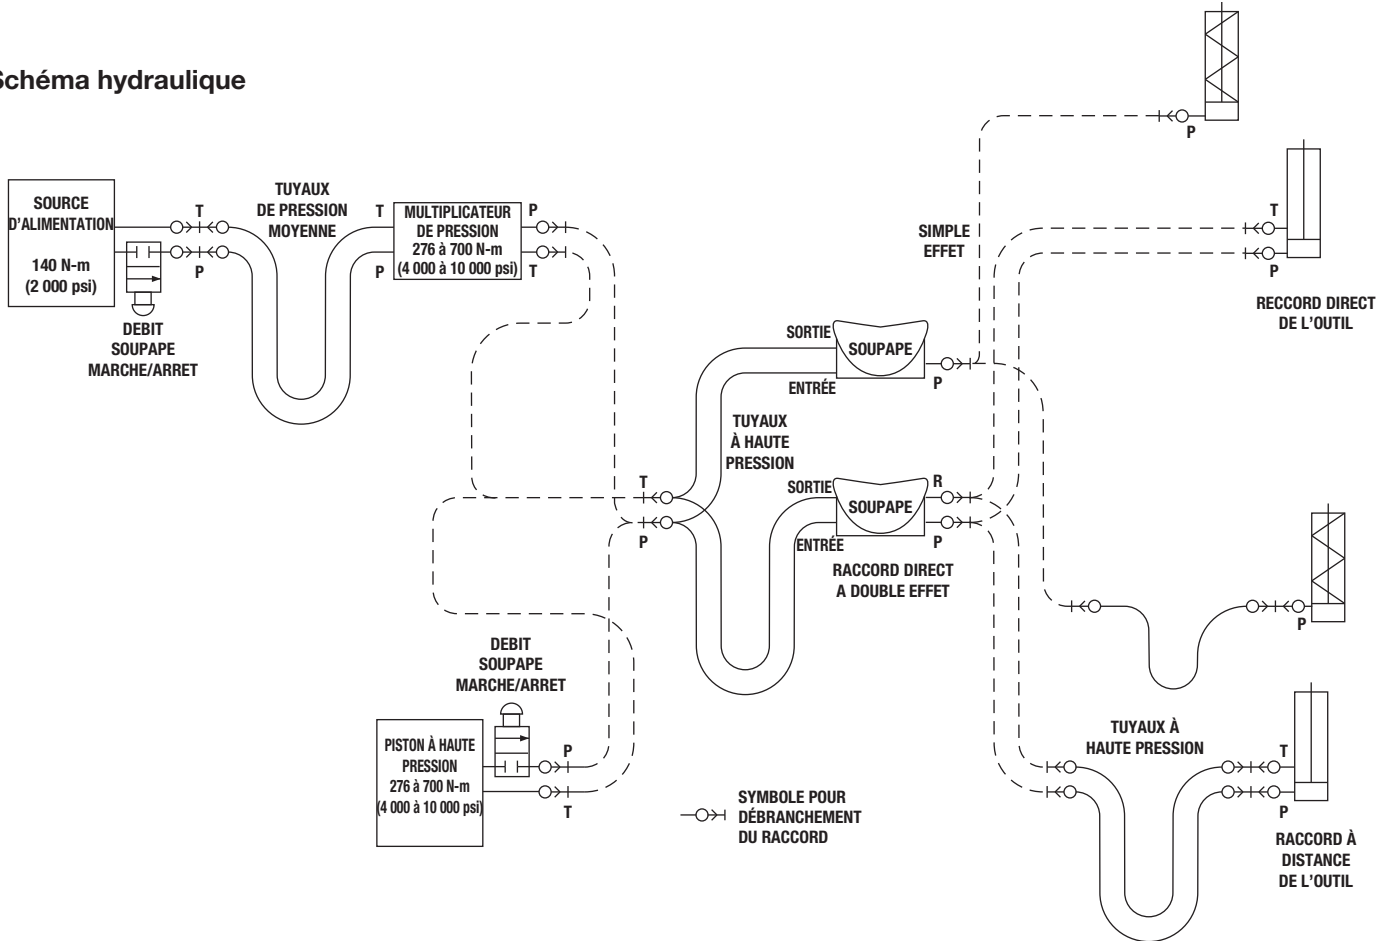 Schéma hydraulique
P
SOURCE
D'ALIMENTATION
140 N-m
(2 000 psi)
T
P
DEBIT
SOUPAPE
MARCHE/ARRET
TUYAUX
DE PRESSION
MOYENNE
T
P
MULTIPLICATEUR
DE PRESSION
276 à 700 N-m
(4 000 à 10 000 psi)
P
T
SIMPLE
EFFET
T
P
RECCORD DIRECT
DE L'OUTIL
SORTIE
SOUPAPE
ENTRÉE
P
TUYAUX
À HAUTE
PRESSION
T
P
SORTIE
SOUPAPE
ENTRÉE
R
P
RACCORD DIRECT
A DOUBLE EFFET
P
DEBIT
SOUPAPE
MARCHE/ARRET
PISTON À HAUTE
PRESSION
276 à 700 N-m
(4 000 à 10 000 psi)
P
T
SYMBOLE POUR
DÉBRANCHEMENT
DU RACCORD
TUYAUX À
HAUTE PRESSION
T
P
RACCORD À
DISTANCE
DE L'OUTIL